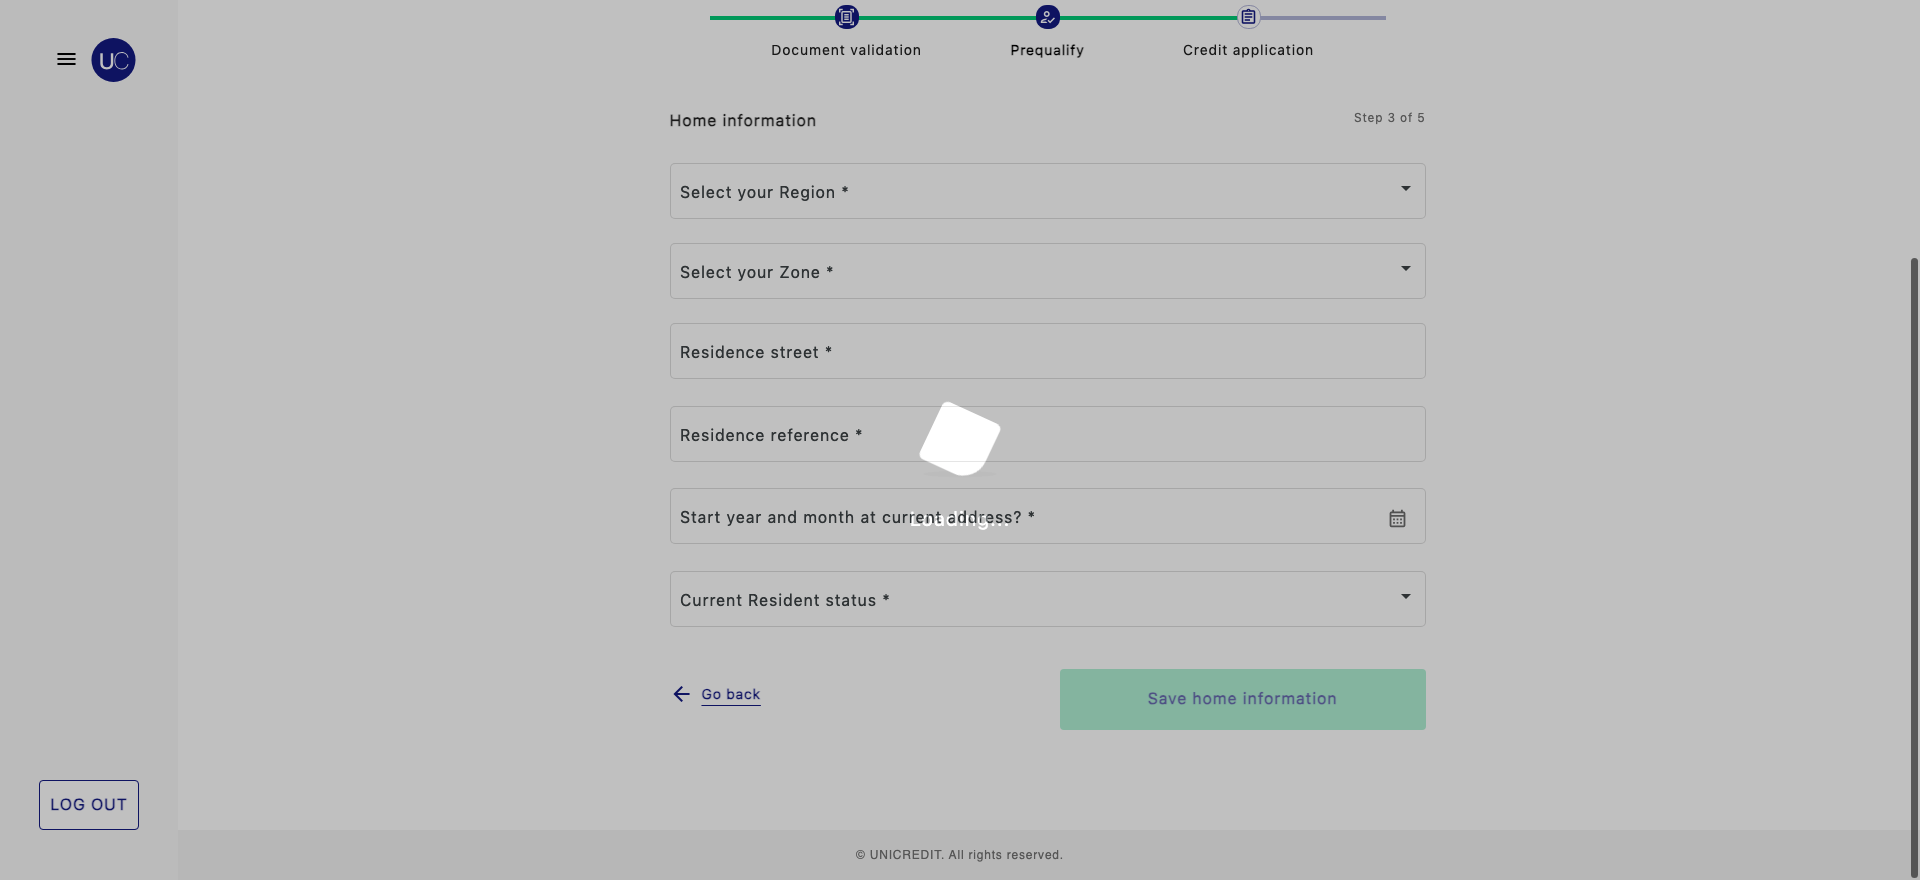 UC
Document validation
Prequalify
Credit application
Home information
Step 3 of 5
Select your Region *
Select your Zone *
Residence street *
Residence reference *
Start year and month at current address? *
Loading...
Current Resident status *
Go back
Save home information
LOG OUT
© UNICREDIT. All rights reserved.